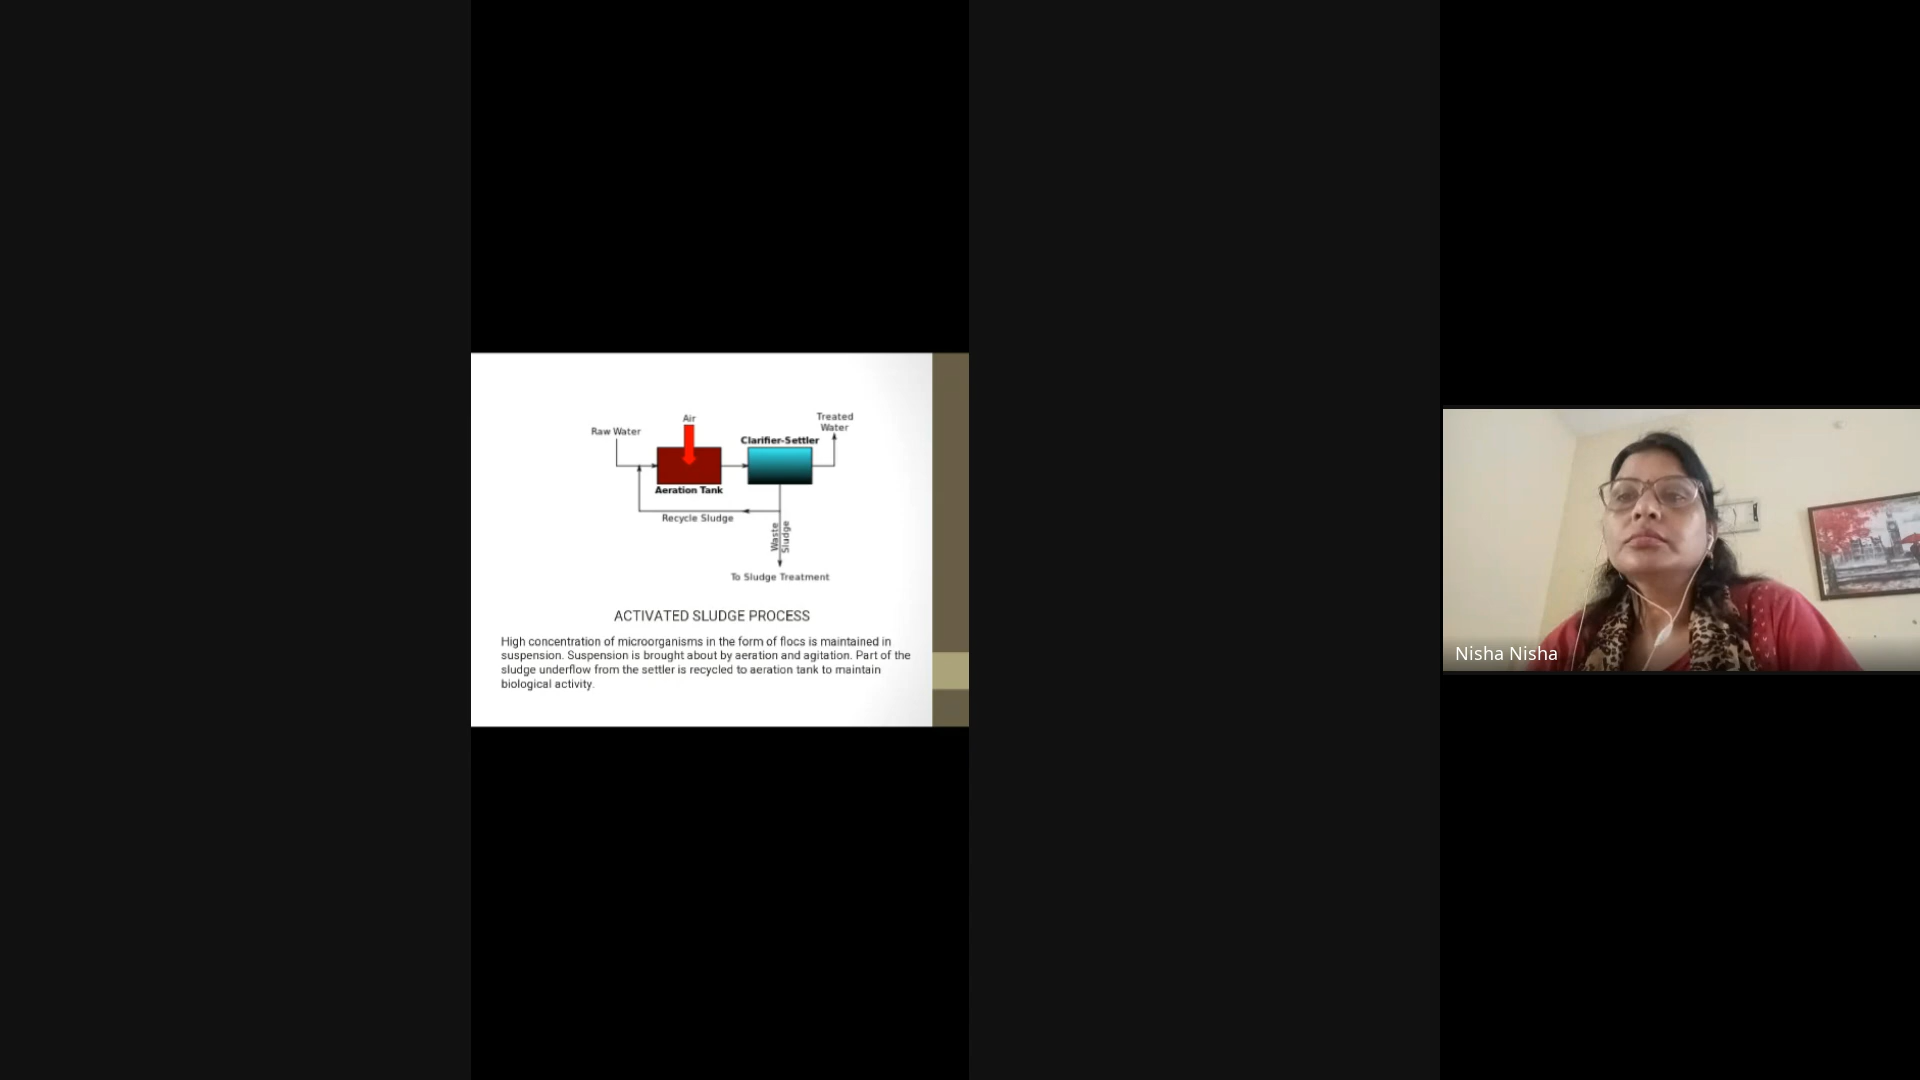 Air
Raw Water
Treated
Water
Clarifier-Settler
Aeration Tank
Recycle Sludge
Waste
Sludge
To Sludge Treatment
ACTIVATED SLUDGE PROCESS
High concentration of microorganisms in the form of flocs is maintained in
suspension. Suspension is brought about by aeration and agitation. Part of the
sludge underflow from the settler is recycled to aeration tank to maintain
biological activity.
Nisha Nisha